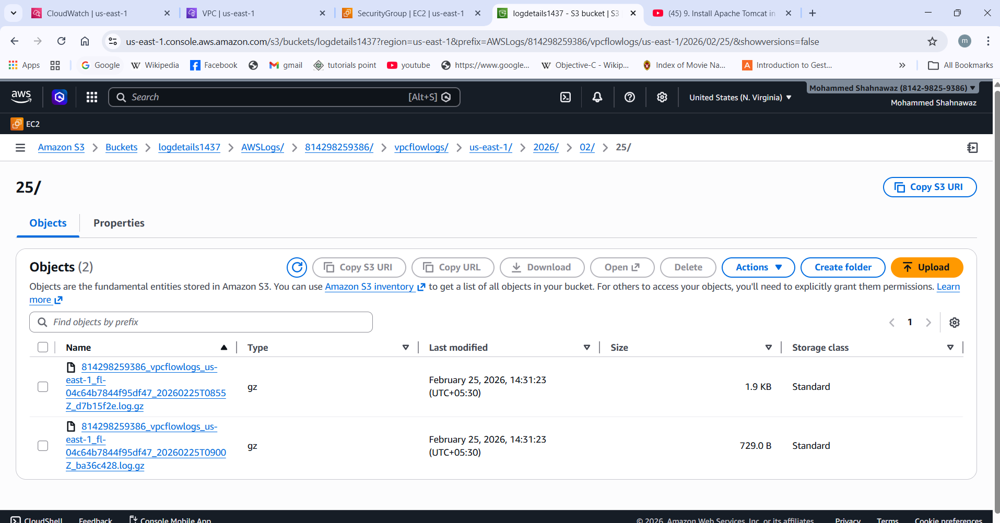 CloudWatch | us-east-1
VPC | us-east-1
SecurityGroup | EC2 | us-east-1
logdetails1437 - S3 bucket | S3
(45) 9. Install Apache Tomcat in
us-east-1.console.aws.amazon.com/s3/buckets/logdetails1437?region=us-east-1&prefix=AWSLogs/814298259386/vpcflowlogs/us-east-1/2026/02/25/&showversions=false
m
Apps
Google
Wikipedia
Facebook
gmail
tutorials point
youtube
https://www.google...
Objective-C - Wikip...
Index of Movie Na...
Introduction to Gest...
All Bookmarks
aws
Search
[Alt+S]
United States (N. Virginia)
Mohammed Shahnawaz (8142-9825-9386)
Mohammed Shahnawaz
EC2
Amazon S3 > Buckets > logdetails1437 > AWSLogs/ > 814298259386/ > vpcflowlogs/ > us-east-1/ > 2026/ > 02/ > 25/
25/
Copy S3 URI
Objects
Properties
Objects (2)
Copy S3 URI
Copy URL
Download
Open
Delete
Actions
Create folder
Upload
Objects are the fundamental entities stored in Amazon S3. You can use Amazon S3 inventory to get a list of all objects in your bucket. For others to access your objects, you'll need to explicitly grant them permissions. Learn
more
Find objects by prefix
1
Name
Type
Last modified
Size
Storage class
814298259386_vpcflowlogs_us-
east-1_fl-
04c64b7844f95df47_20260225T0855
Z_d7b15f2e.log.gz
gz
February 25, 2026, 14:31:23
(UTC+05:30)
1.9 KB
Standard
814298259386_vpcflowlogs_us-
east-1_fl-
04c64b7844f95df47_20260225T0900
Z_ba36c428.log.gz
gz
February 25, 2026, 14:31:23
(UTC+05:30)
729.0 B
Standard
CloudShell
Feedback
Console Mobile App
© 2026, Amazon Web Services, Inc. or its affiliates.
Privacy
Terms
Cookie preferences